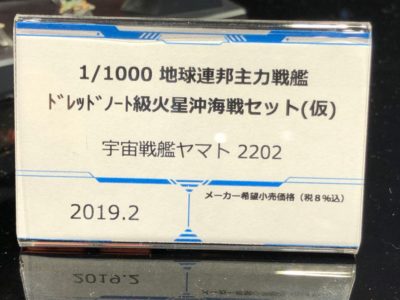 1/1000 地球連邦主力戦艦
ﾄﾞﾚｯﾄﾞﾉｰﾄ級火星沖海戦セット(仮)
宇宙戦艦ヤマト 2202
メーカー希望小売価格（税８％込）
2019.2